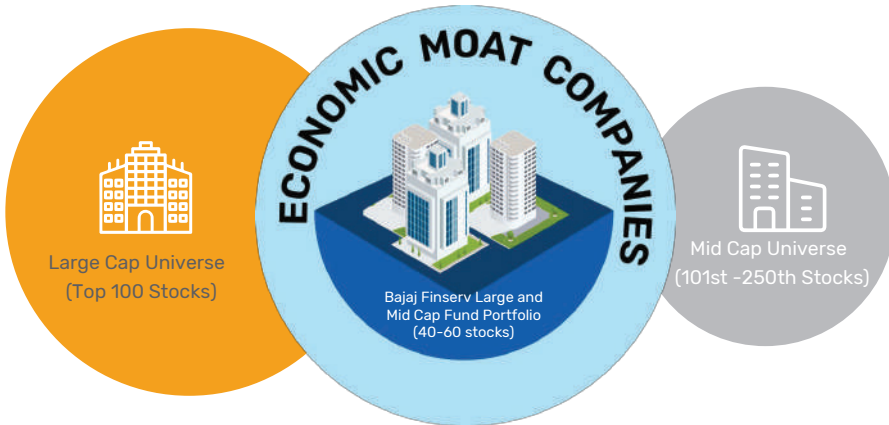 ECONOMIC MOAT COMPANIES
Large Cap Universe
(Top 100 Stocks)
Bajaj Finserv Large and
Mid Cap Fund Portfolio
(40-60 stocks)
Mid Cap Universe
(101st -250th Stocks)